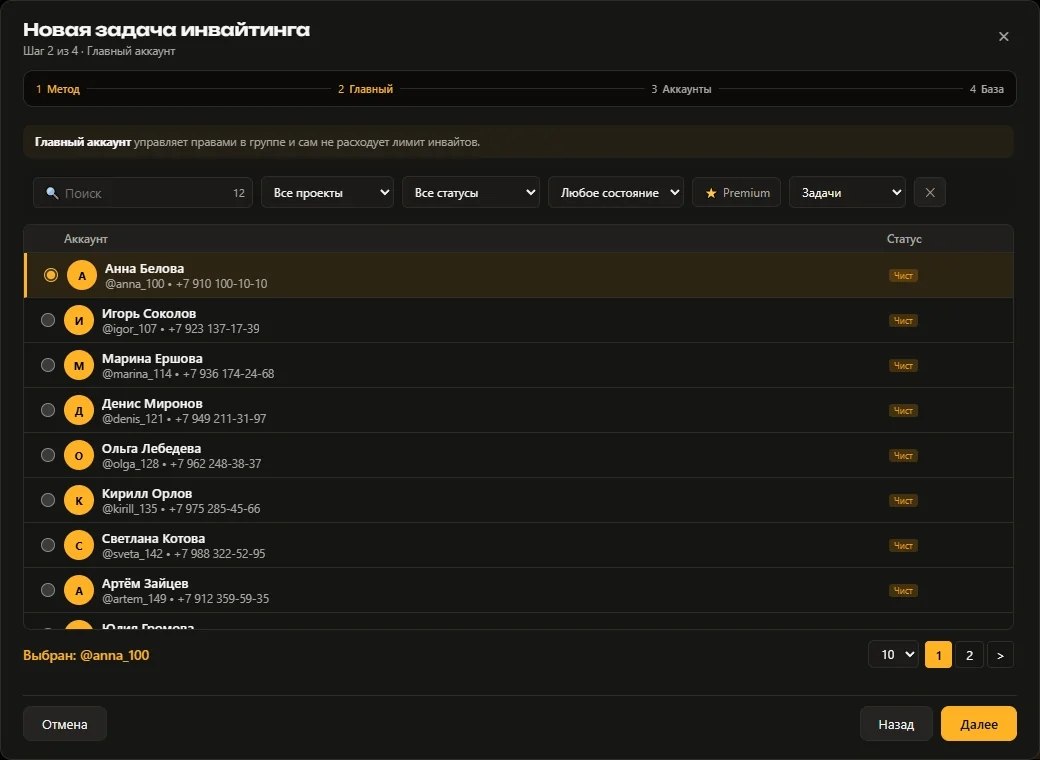 Новая задача инвайтинга
Шаг 2 из 4 · Главный аккаунт
1 Метод 2 Главный 3 Аккаунты 4 База
Главный аккаунт управляет правами в группе и сам не расходует лимит инвайтов.
Поиск 12 Все проекты Все статусы Любое состояние Premium Задачи
Аккаунт Статус
А Анна Белова
@anna_100 • +7 910 100-10-10 Чист
И Игорь Соколов
@igor_107 • +7 923 137-17-39 Чист
М Марина Ершова
@marina_114 • +7 936 174-24-68 Чист
Д Денис Миронов
@denis_121 • +7 949 211-31-97 Чист
О Ольга Лебедева
@olga_128 • +7 962 248-38-37 Чист
К Кирилл Орлов
@kirill_135 • +7 975 285-45-66 Чист
С Светлана Котова
@sveta_142 • +7 988 322-52-95 Чист
А Артём Зайцев
@artem_149 • +7 912 359-59-35 Чист
Юлия Громова
Выбран: @anna_100 10 1 2 >
Отмена Назад Далее